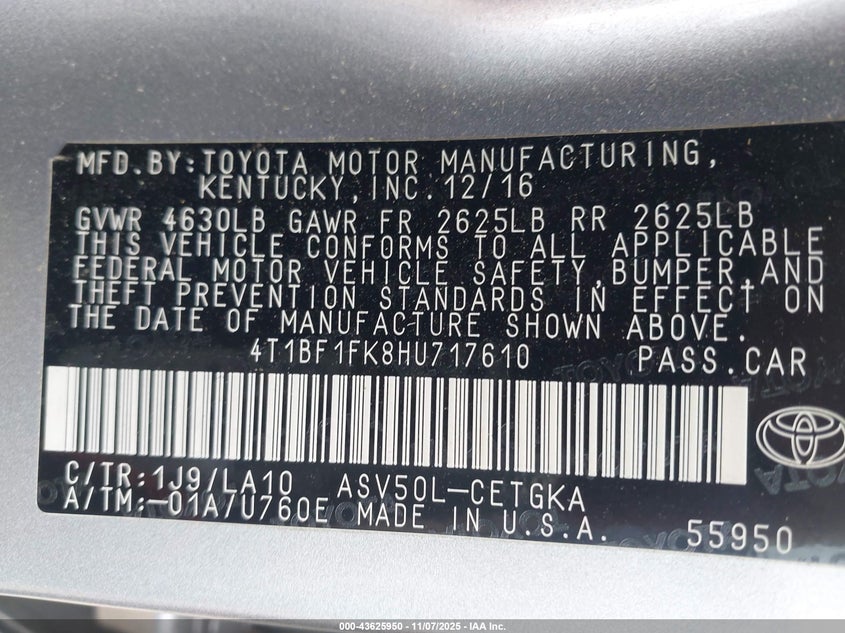 MFD.BY:TOYOTA MOTOR MANUFACTURING,
KENTUCKY,INC.12/16
GVWR 4630LB GAWR FR 2625LB RR 2625LB
THIS VEHICLE CONFORMS TO ALL APPLICABLE
FEDERAL MOTOR VEHICLE SAFETY,BUMPER,AND
THEFT PREVENTION STANDARDS IN EFFECT ON
THE DATE OF MANUFACTURE SHOWN ABOVE.
4T1BF1FK8HU717610 PASS.CAR
C/TR:1J9/LA10 ASV50L-CETGKA
A/TM:-01A/U760E MADE IN U.S.A. 55950
TOYOTA
000-43625950 - 11/07/2025 - IAA Inc.